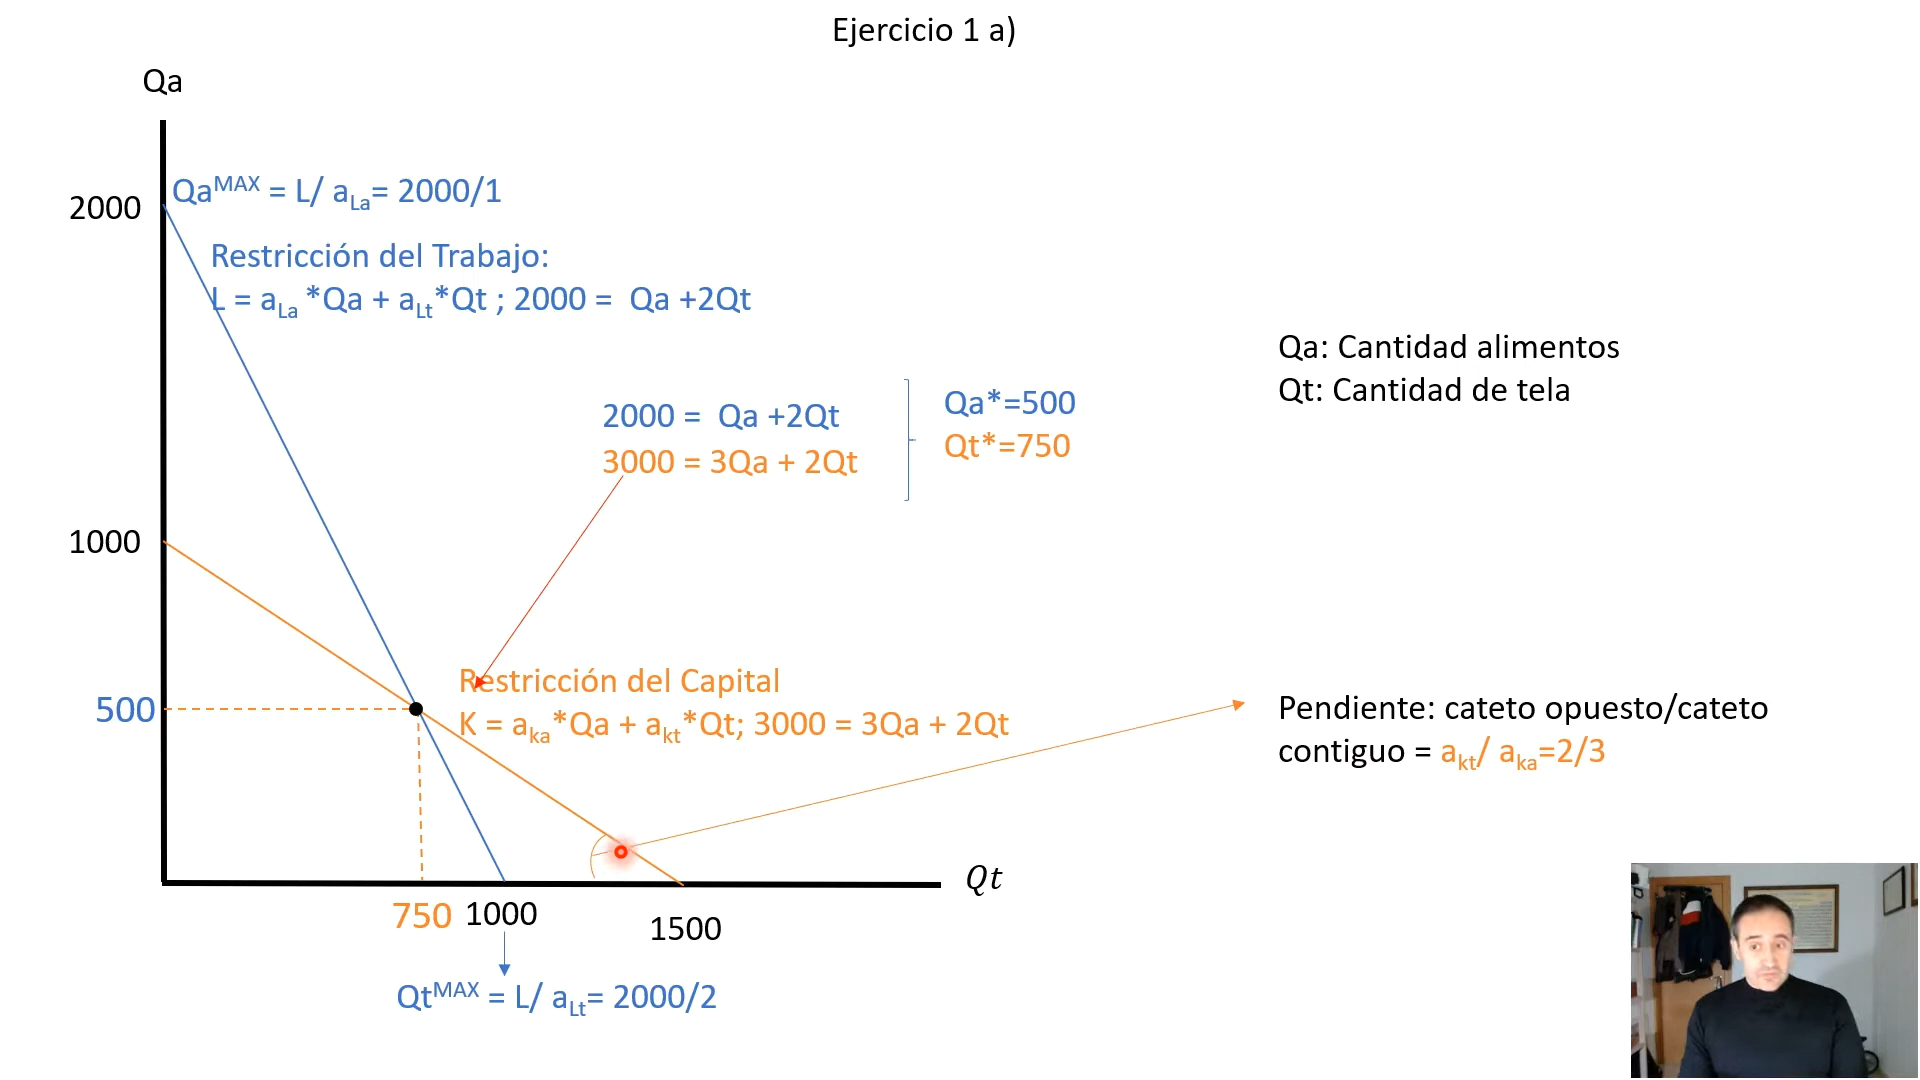 Ejercicio 1 a)
Qa
2000
Qaᴹᴬˣ = L/ aLa= 2000/1
Restricción del Trabajo:
L = aLa *Qa + aLt*Qt ; 2000 = Qa +2Qt
Qa: Cantidad alimentos
Qt: Cantidad de tela
2000 = Qa +2Qt
3000 = 3Qa + 2Qt
Qa*=500
Qt*=750
1000
Restricción del Capital
K = aka*Qa + akt*Qt; 3000 = 3Qa + 2Qt
500
Pendiente: cateto opuesto/cateto
contiguo = akt/ aka=2/3
Qt
750
1000
1500
Qtᴹᴬˣ = L/ aLt= 2000/2